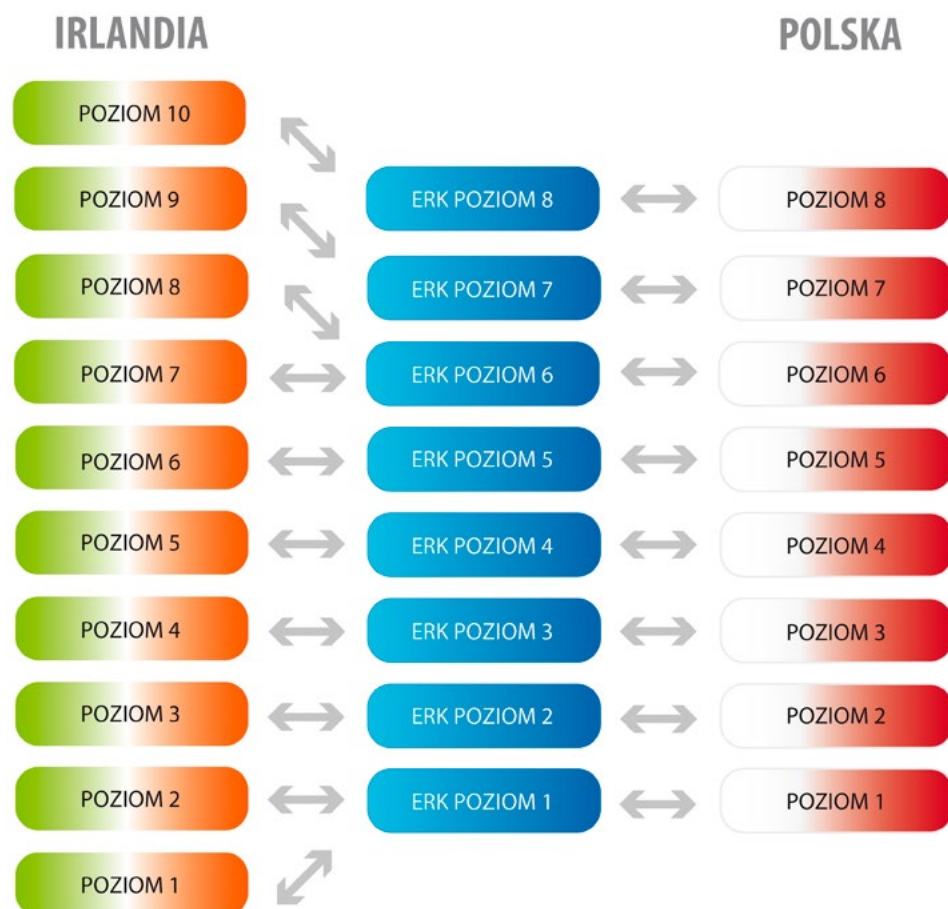 IRLANDIA POLSKA
POZIOM 10
POZIOM 9 ERK POZIOM 8 POZIOM 8
POZIOM 8 ERK POZIOM 7 POZIOM 7
POZIOM 7 ERK POZIOM 6 POZIOM 6
POZIOM 6 ERK POZIOM 5 POZIOM 5
POZIOM 5 ERK POZIOM 4 POZIOM 4
POZIOM 4 ERK POZIOM 3 POZIOM 3
POZIOM 3 ERK POZIOM 2 POZIOM 2
POZIOM 2 ERK POZIOM 1 POZIOM 1
POZIOM 1